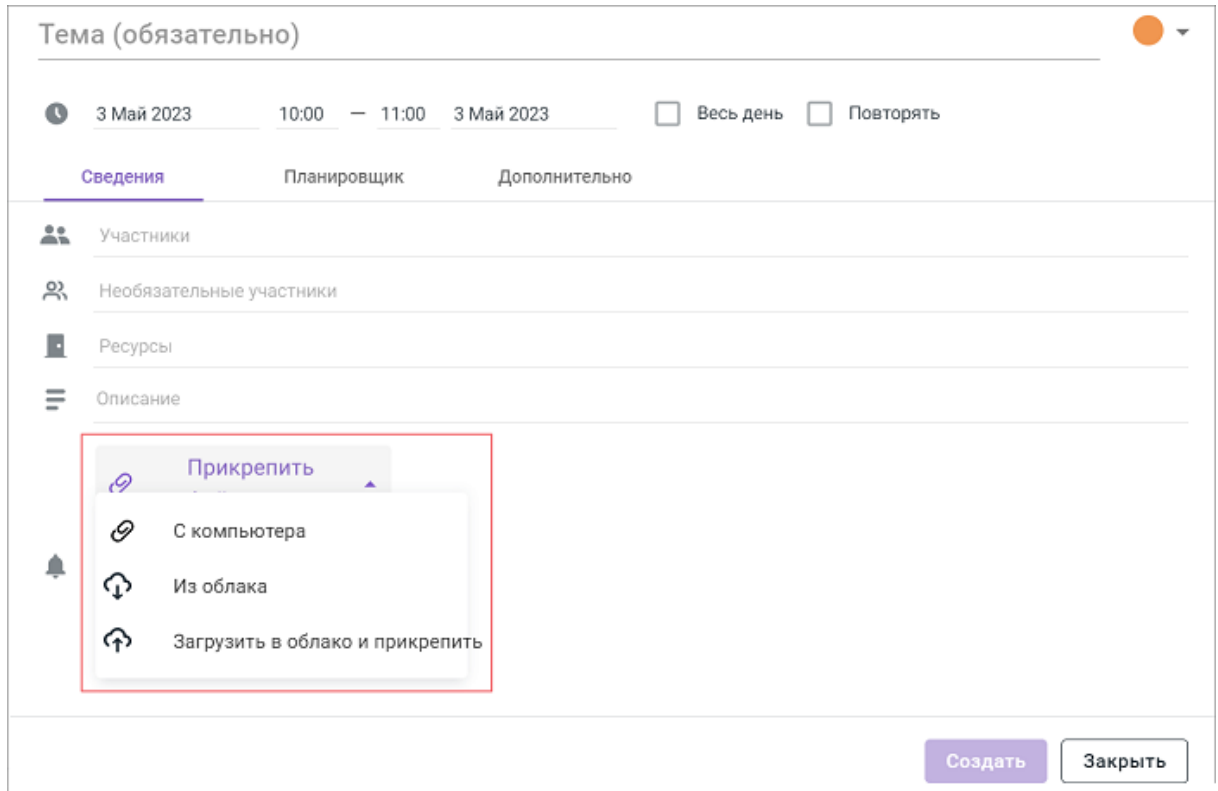 Тема (обязательно)
3 Май 2023 10:00 — 11:00 3 Май 2023 Весь день Повторять
Сведения Планировщик Дополнительно
Участники
Необязательные участники
Ресурсы
Описание
Прикрепить
С компьютера
Из облака
Загрузить в облако и прикрепить
Создать Закрыть